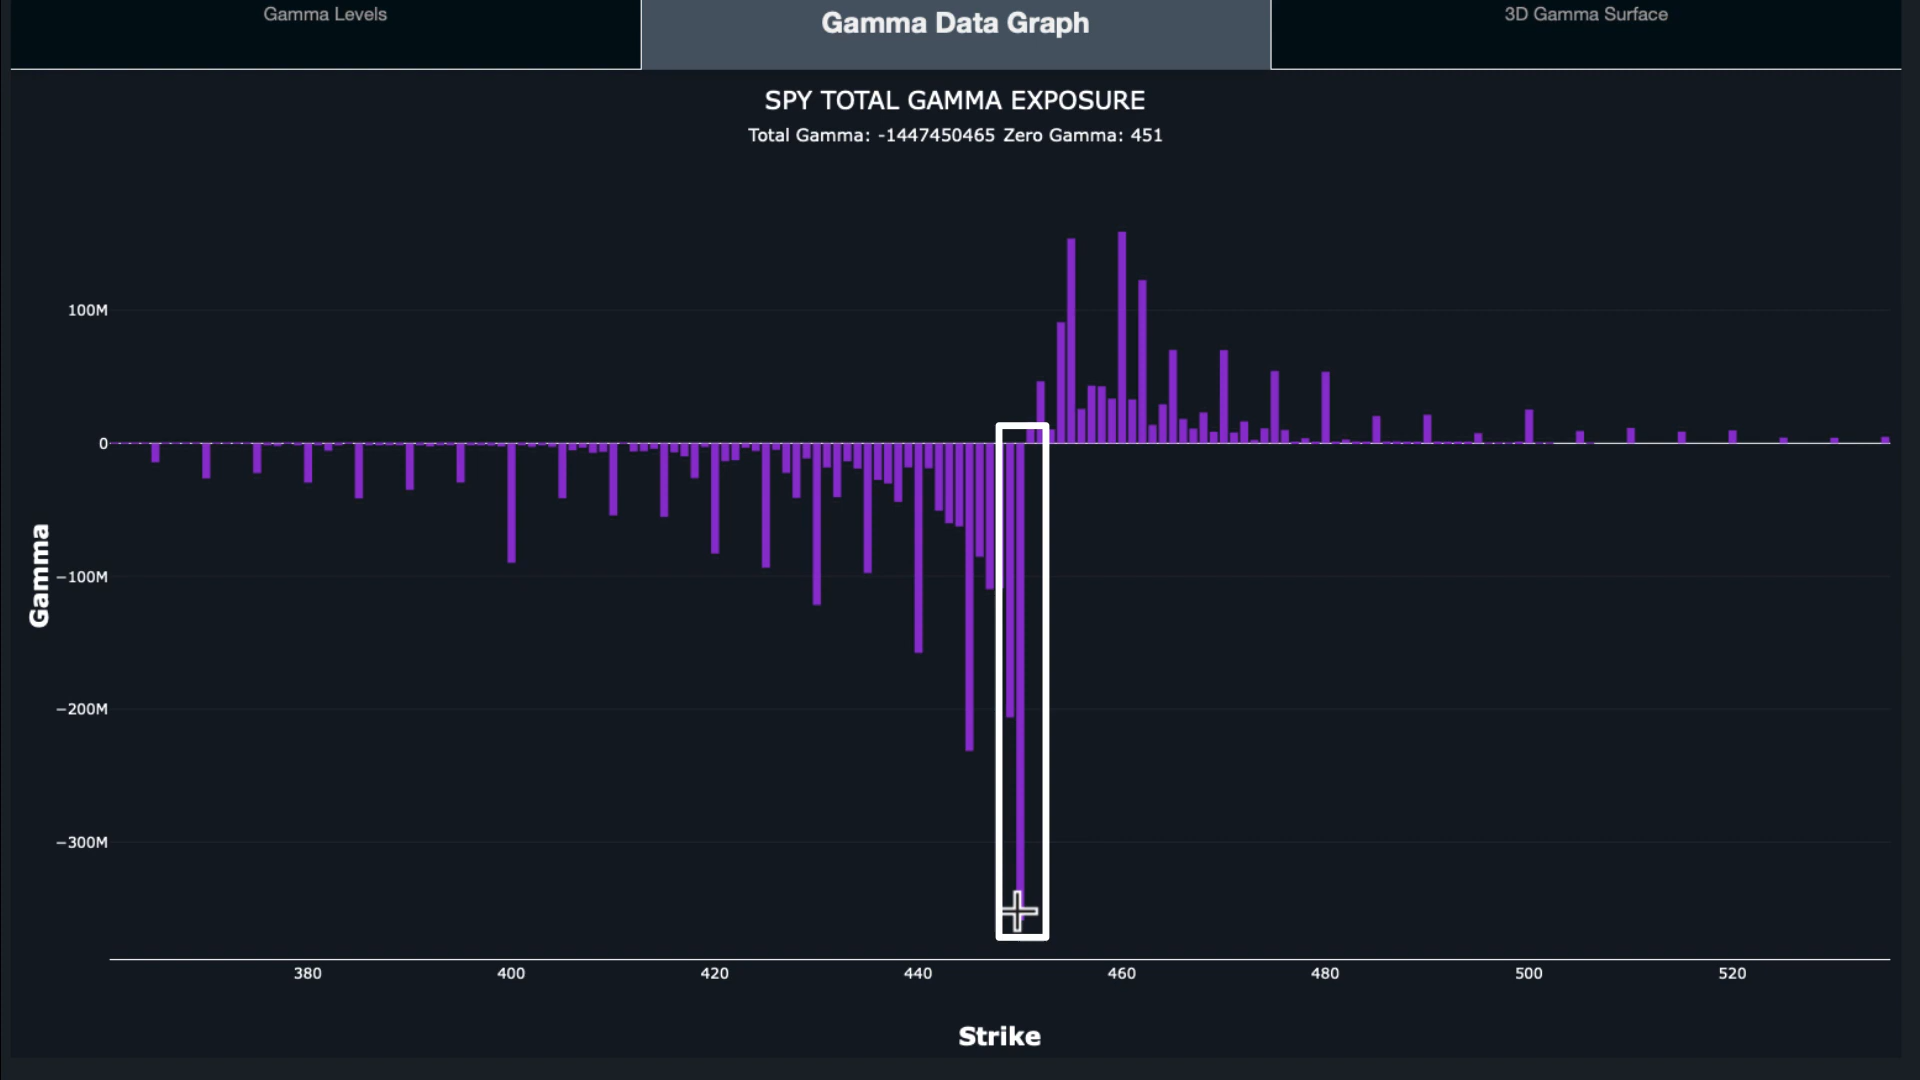 Gamma Levels
Gamma Data Graph
3D Gamma Surface
SPY TOTAL GAMMA EXPOSURE
Total Gamma: -1447450465 Zero Gamma: 451
100M
0
−100M
−200M
−300M
Gamma
380 400 420 440 460 480 500 520
Strike